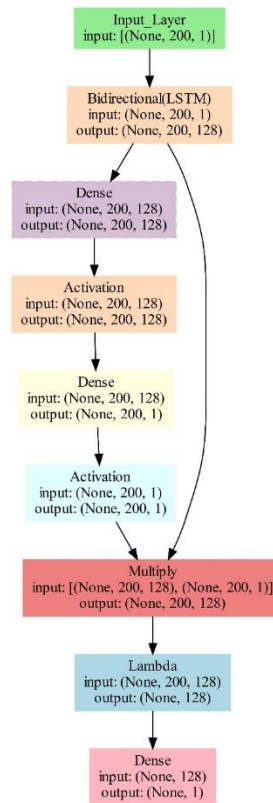 Input_Layer
input: [(None, 200, 1)]
Bidirectional(LSTM)
input: (None, 200, 1)
output: (None, 200, 128)
Dense
input: (None, 200, 128)
output: (None, 200, 128)
Activation
input: (None, 200, 128)
output: (None, 200, 128)
Dense
input: (None, 200, 128)
output: (None, 200, 1)
Activation
input: (None, 200, 1)
output: (None, 200, 1)
Multiply
input: [(None, 200, 128), (None, 200, 1)]
output: (None, 200, 128)
Lambda
input: (None, 200, 128)
output: (None, 128)
Dense
input: (None, 128)
output: (None, 1)